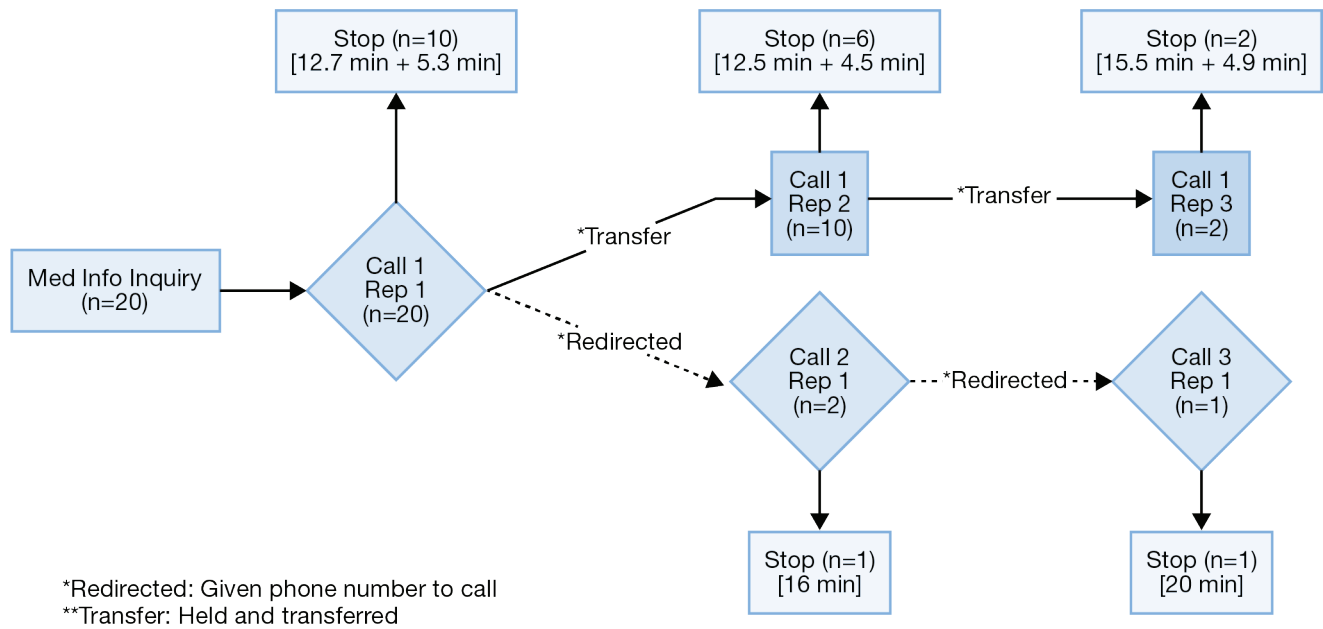 Stop (n=10)
[12.7 min + 5.3 min]
Stop (n=6)
[12.5 min + 4.5 min]
Stop (n=2)
[15.5 min + 4.9 min]
Med Info Inquiry
(n=20)
Call 1
Rep 1
(n=20)
*Transfer
Call 1
Rep 2
(n=10)
*Transfer
Call 1
Rep 3
(n=2)
*Redirected
Call 2
Rep 1
(n=2)
*Redirected
Call 3
Rep 1
(n=1)
Stop (n=1)
[16 min]
Stop (n=1)
[20 min]
*Redirected: Given phone number to call
**Transfer: Held and transferred